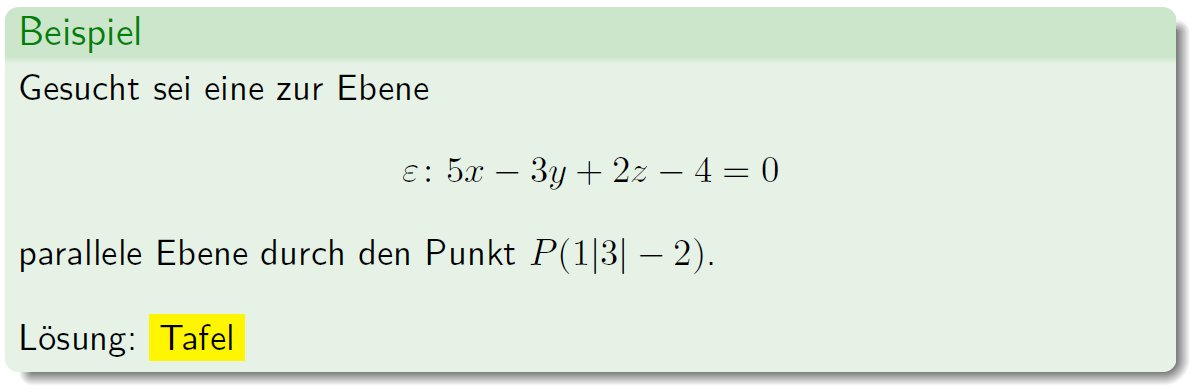 Beispiel
Gesucht sei eine zur Ebene
ε: 5x − 3y + 2z − 4 = 0
parallele Ebene durch den Punkt P(1|3| − 2).
Lösung: Tafel